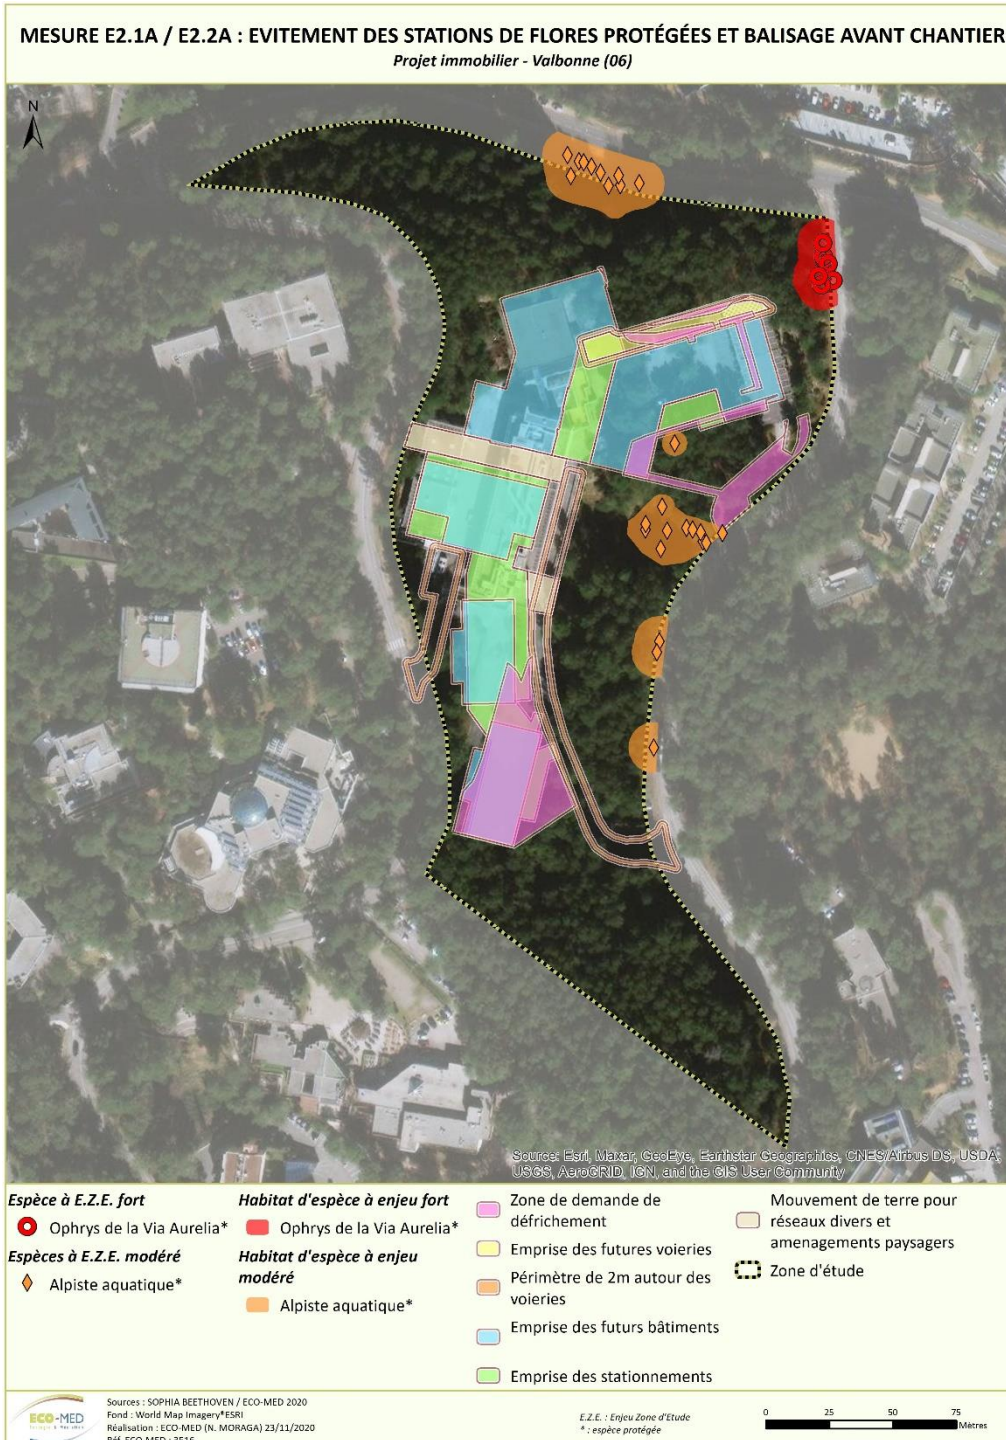 MESURE E2.1A / E2.2A : EVITEMENT DES STATIONS DE FLORES PROTÉGÉES ET BALISAGE AVANT CHANTIER
Projet immobilier - Valbonne (06)
N
Source: Esri, Maxar, GeoEye, Earthstar Geographics, CNES/Airbus DS, USDA,
USGS, AeroGRID, IGN, and the GIS User Community
Espèce à E.Z.E. fort
Ophrys de la Via Aurelia*
Espèces à E.Z.E. modéré
Alpiste aquatique*
Habitat d'espèce à enjeu fort
Ophrys de la Via Aurelia*
Habitat d'espèce à enjeu
modéré
Alpiste aquatique*
Zone de demande de
défrichement
Emprise des futures voieries
Périmètre de 2m autour des
voieries
Emprise des futurs bâtiments
Emprise des stationnements
Mouvement de terre pour
réseaux divers et
amenagements paysagers
Zone d'étude
ECO-MED
Sources : SOPHIA BEETHOVEN / ECO-MED 2020
Fond : World Map Imagery*ESRI
Réalisation : ECO-MED (N. MORAGA) 23/11/2020
Réf. ECO-MED : 3516
E.Z.E. : Enjeu Zone d'Etude
* : espèce protégée
0 25 50 75
Mètres